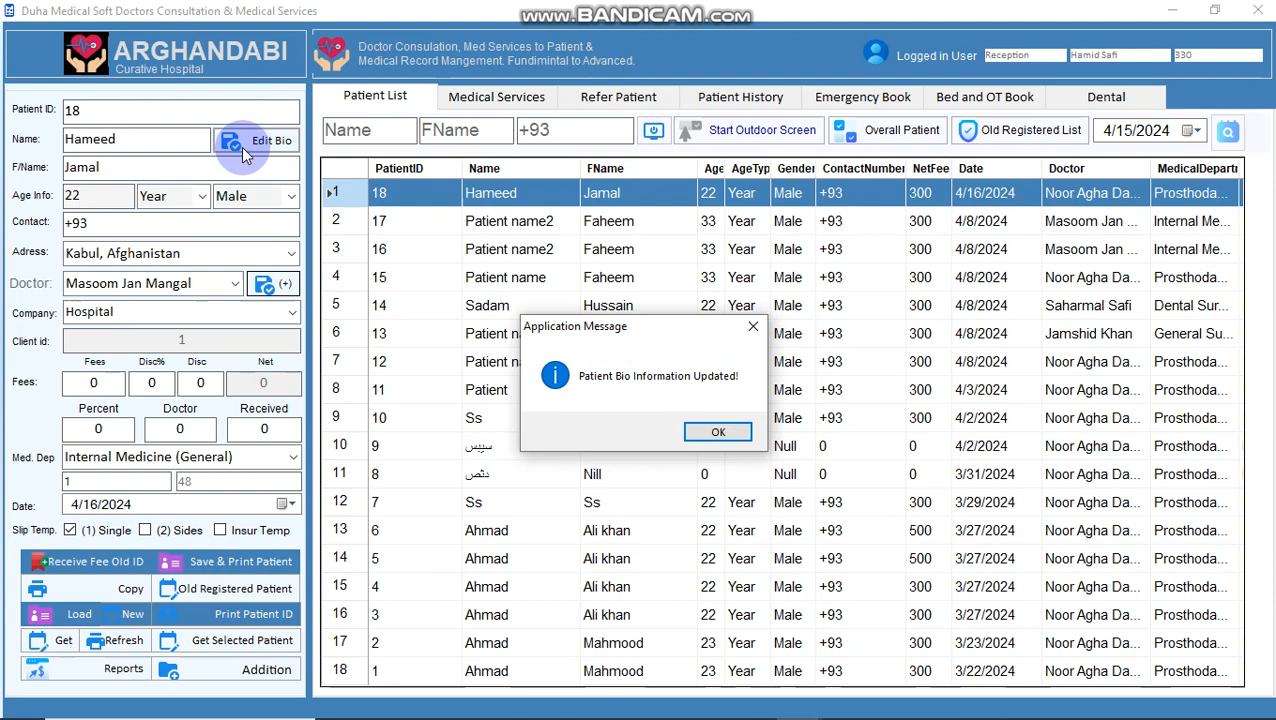 Duha Medical Soft Doctors Consultation & Medical Services
www.BANDICAM.com
ARGHANDABI
Curative Hospital
Doctor Consulation, Med Services to Patient &
Medical Record Mangement. Fundimintal to Advanced.
Logged in User
Reception
Hamid Safi
330
Patient ID: 18
Name: Hameed Edit Bio
F/Name: Jamal
Age Info: 22 Year Male
Contact: +93
Adress: Kabul, Afghanistan
Doctor: Masoom Jan Mangal (+)
Company: Hospital
Client id: 1
Fees Disc% Disc Net
Fees: 0 0 0 0
Percent Doctor Received
0 0 0
Med. Dep Internal Medicine (General)
1 48
Date: 4/16/2024
Slip Temp. (1) Single (2) Sides Insur Temp
Receive Fee Old ID Save & Print Patient
Copy Old Registered Patient
Load New Print Patient ID
Get Refresh Get Selected Patient
Reports Addition
Patient List Medical Services Refer Patient Patient History Emergency Book Bed and OT Book Dental
Name FName +93 Start Outdoor Screen Overall Patient Old Registered List 4/15/2024
PatientID Name FName Age AgeTyp Gender ContactNumber NetFee Date Doctor MedicalDepartı
1 18 Hameed Jamal 22 Year Male +93 300 4/16/2024 Noor Agha Da... Prosthoda...
2 17 Patient name2 Faheem 33 Year Male +93 300 4/8/2024 Masoom Jan ... Internal Me...
3 16 Patient name2 Faheem 33 Year Male +93 300 4/8/2024 Masoom Jan ... Internal Me...
4 15 Patient name Faheem 33 Year Male +93 300 4/8/2024 Noor Agha Da... Prosthoda...
5 14 Sadam Hussain 22 Year Male +93 300 4/8/2024 Saharmal Safi Dental Sur...
6 13 Patient n 300 4/8/2024 Jamshid Khan General Su...
7 12 Patient na 300 4/8/2024 Noor Agha Da... Prosthoda...
8 11 Patient 300 4/3/2024 Noor Agha Da... Prosthoda...
9 10 Ss 300 4/2/2024 Noor Agha Da... Prosthoda...
10 9 سیبس Null 0 0 4/2/2024 Noor Agha Da... Prosthoda...
11 8 دثص Nill 0 Null 0 0 3/31/2024 Noor Agha Da... Prosthoda...
12 7 Ss Ss 22 Year Male +93 300 3/29/2024 Noor Agha Da... Prosthoda...
13 6 Ahmad Ali khan 22 Year Male +93 500 3/27/2024 Noor Agha Da... Prosthoda...
14 5 Ahmad Ali khan 22 Year Male +93 500 3/27/2024 Noor Agha Da... Prosthoda...
15 4 Ahmad Ali khan 22 Year Male +93 300 3/27/2024 Noor Agha Da... Prosthoda...
16 3 Ahmad Ali khan 22 Year Male +93 300 3/27/2024 Noor Agha Da... Prosthoda...
17 2 Ahmad Mahmood 23 Year Male +93 300 3/23/2024 Noor Agha Da... Prosthoda...
18 1 Ahmad Mahmood 23 Year Male +93 300 3/22/2024 Noor Agha Da... Prosthoda...
Application Message
Patient Bio Information Updated!
OK